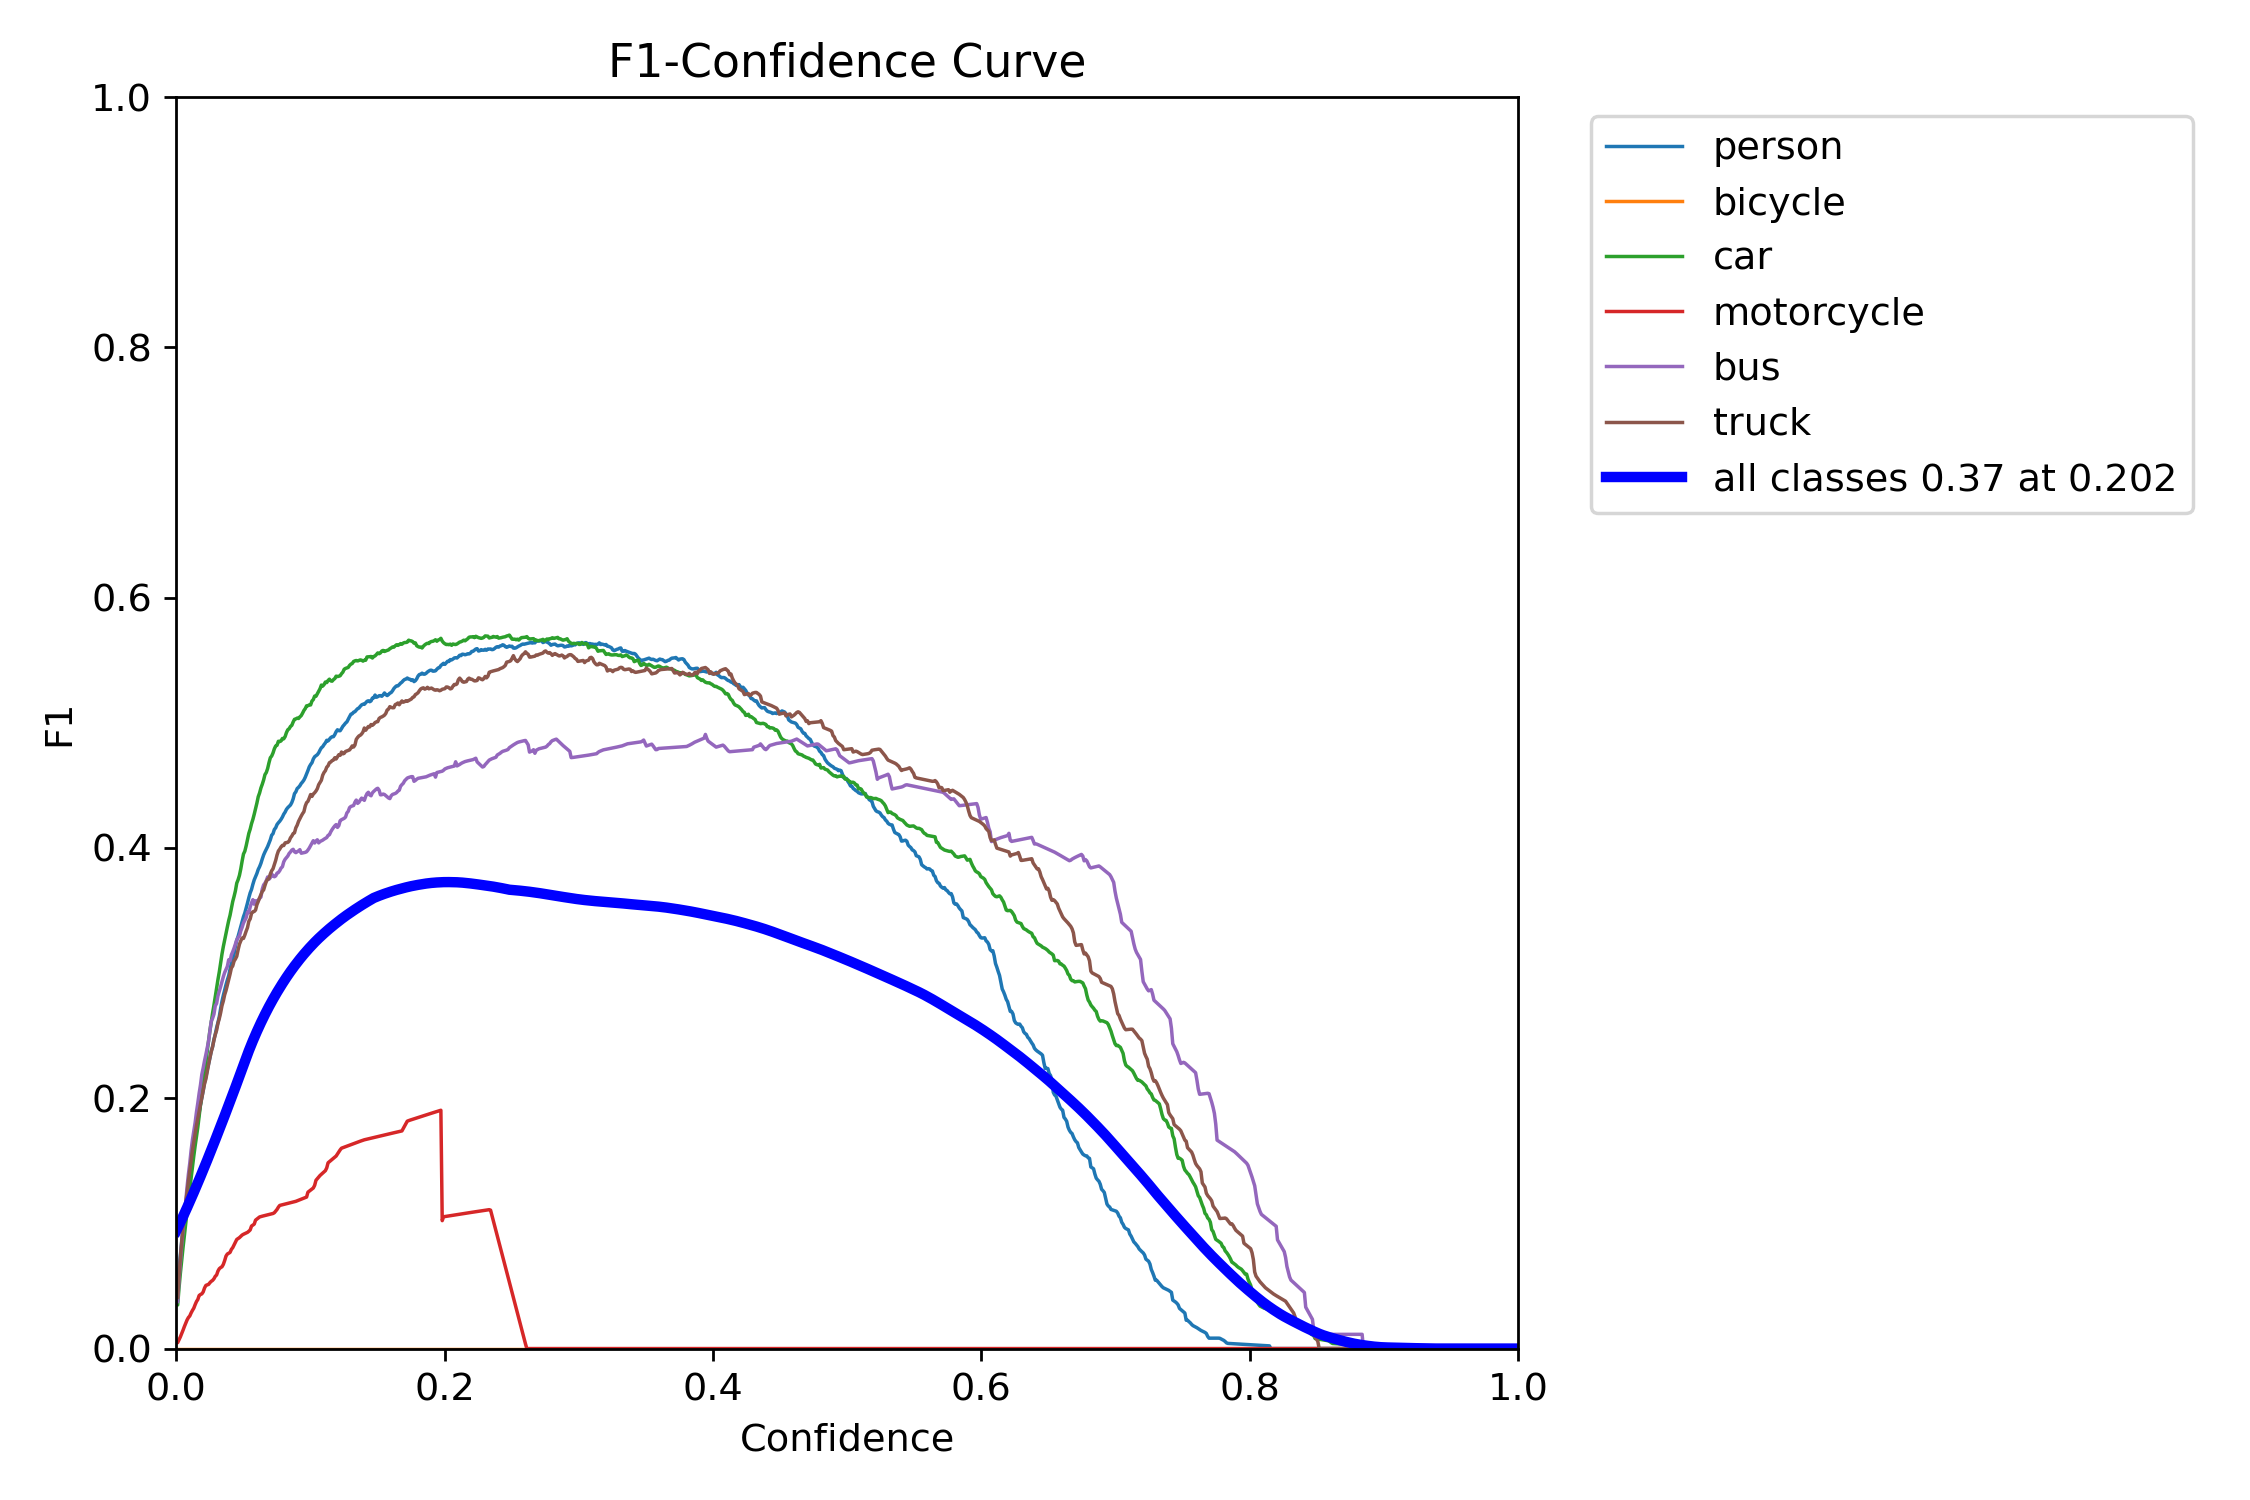 F1-Confidence Curve
1.0
0.8
0.6
0.4
0.2
0.0
F1
0.0 0.2 0.4 0.6 0.8 1.0
Confidence
person
bicycle
car
motorcycle
bus
truck
all classes 0.37 at 0.202